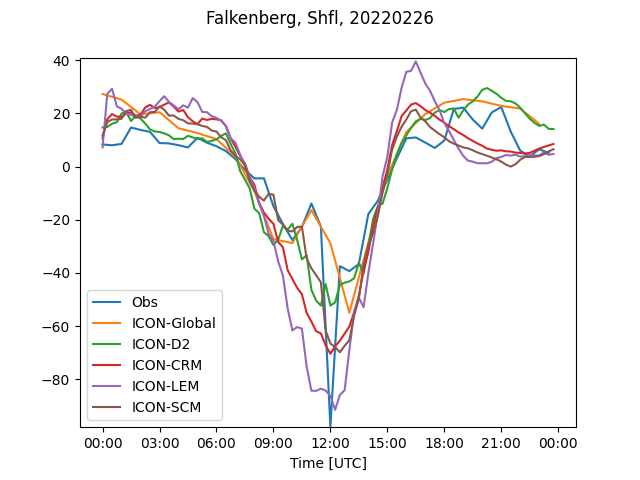 Falkenberg, Shfl, 20220226
40
20
0
−20
−40
−60
−80
Obs
ICON-Global
ICON-D2
ICON-CRM
ICON-LEM
ICON-SCM
00:00 03:00 06:00 09:00 12:00 15:00 18:00 21:00 00:00
Time [UTC]